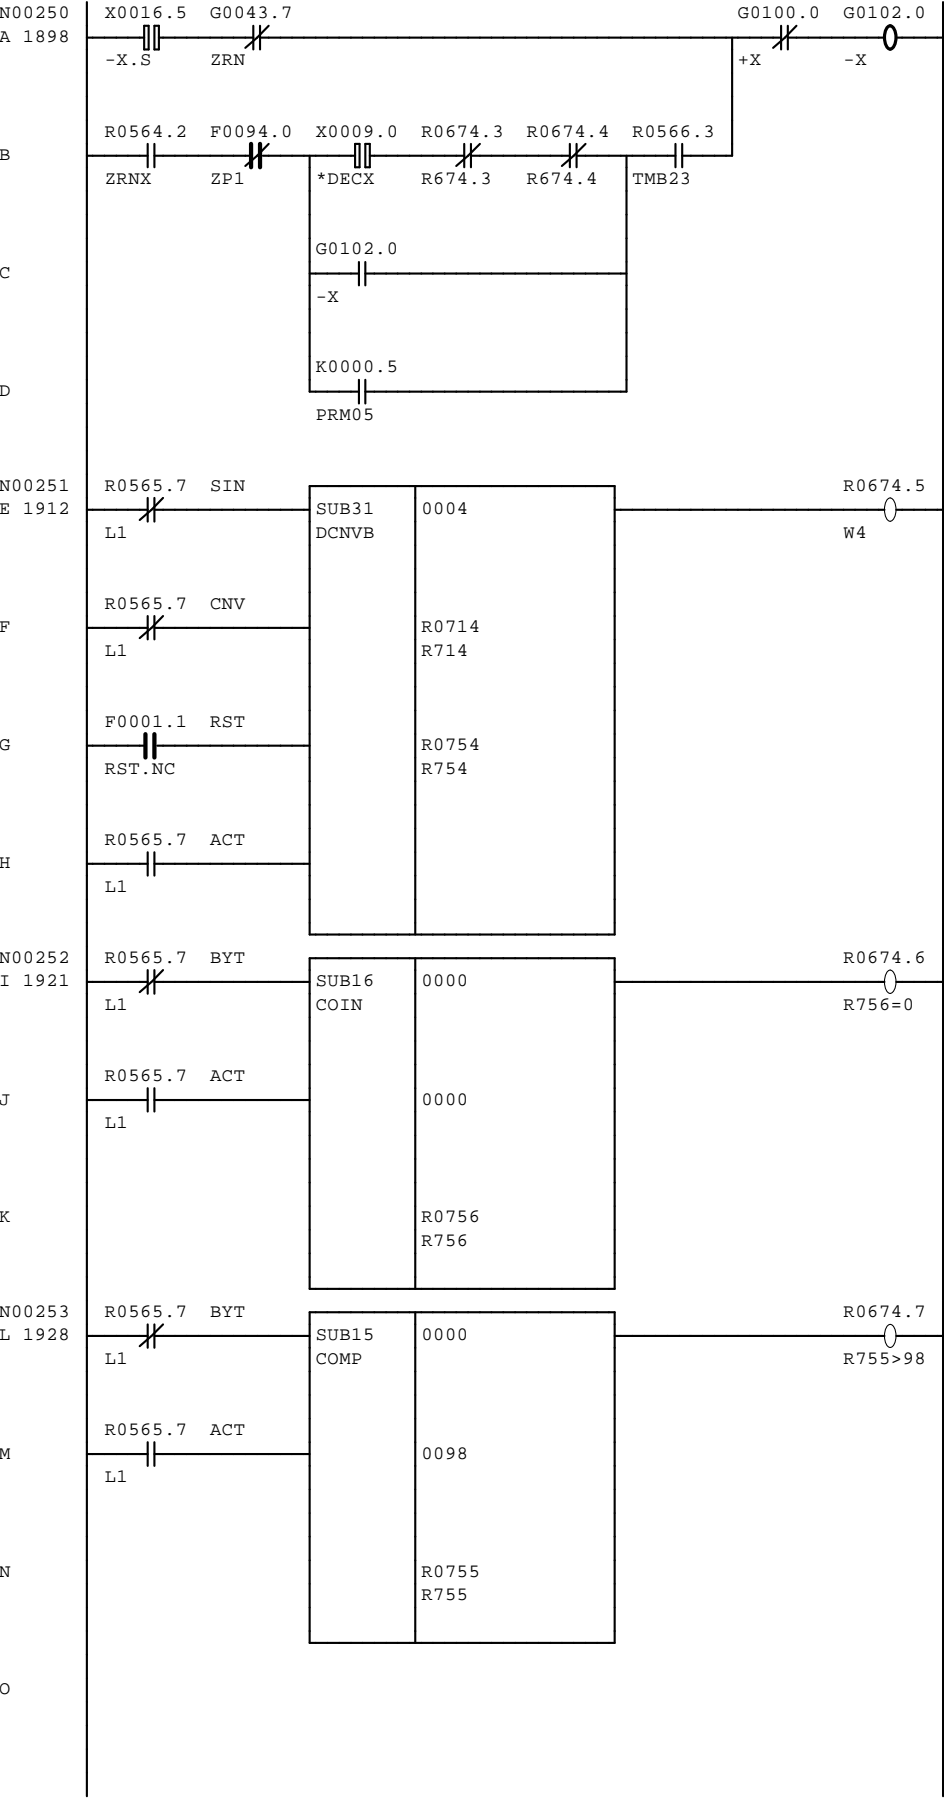 N00250 X0016.5 G0043.7 G0100.0 G0102.0
A 1898
-X.S ZRN +X -X
R0564.2 F0094.0 X0009.0 R0674.3 R0674.4 R0566.3
B
ZRNX ZP1 *DECX R674.3 R674.4 TMB23
G0102.0
C
-X
K0000.5
D
PRM05
N00251 R0565.7 SIN R0674.5
E 1912 SUB31 0004
L1 DCNVB W4
R0565.7 CNV
F R0714
L1 R714
F0001.1 RST
G R0754
RST.NC R754
R0565.7 ACT
H
L1
N00252 R0565.7 BYT R0674.6
I 1921 SUB16 0000
L1 COIN R756=0
R0565.7 ACT
J 0000
L1
K R0756
R756
N00253 R0565.7 BYT R0674.7
L 1928 SUB15 0000
L1 COMP R755>98
R0565.7 ACT
M 0098
L1
N R0755
R755
O